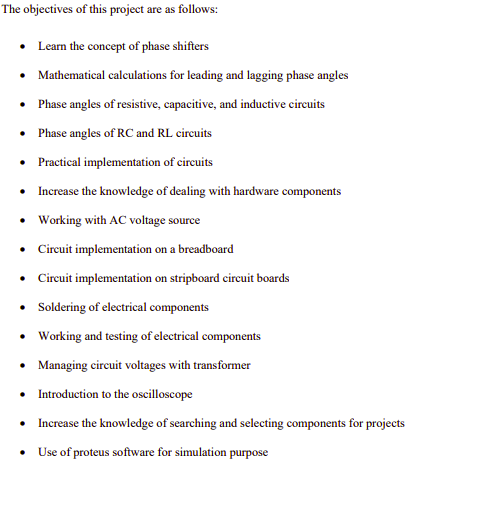 The objectives of this project are as follows:
• Learn the concept of phase shifters
• Mathematical calculations for leading and lagging phase angles
• Phase angles of resistive, capacitive, and inductive circuits
• Phase angles of RC and RL circuits
• Practical implementation of circuits
• Increase the knowledge of dealing with hardware components
• Working with AC voltage source
• Circuit implementation on a breadboard
• Circuit implementation on stripboard circuit boards
• Soldering of electrical components
• Working and testing of electrical components
• Managing circuit voltages with transformer
• Introduction to the oscilloscope
• Increase the knowledge of searching and selecting components for projects
• Use of proteus software for simulation purpose